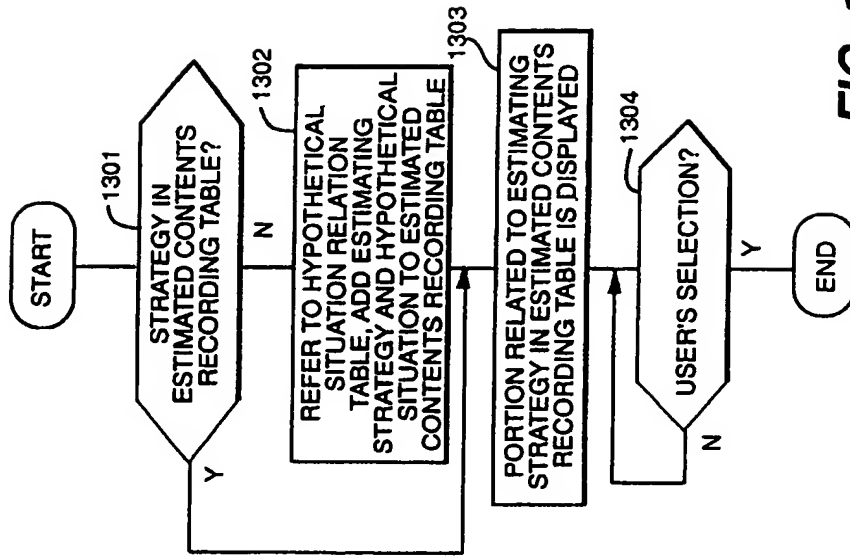 START
1301
STRATEGY IN
ESTIMATED CONTENTS
RECORDING TABLE?
Y
N
1302
REFER TO HYPOTHETICAL
SITUATION RELATION
TABLE, ADD ESTIMATING
STRATEGY AND HYPOTHETICAL
SITUATION TO ESTIMATED
CONTENTS RECORDING TABLE
1303
PORTION RELATED TO ESTIMATING
STRATEGY IN ESTIMATED CONTENTS
RECORDING TABLE IS DISPLAYED
1304
USER'S SELECTION?
N
Y
END